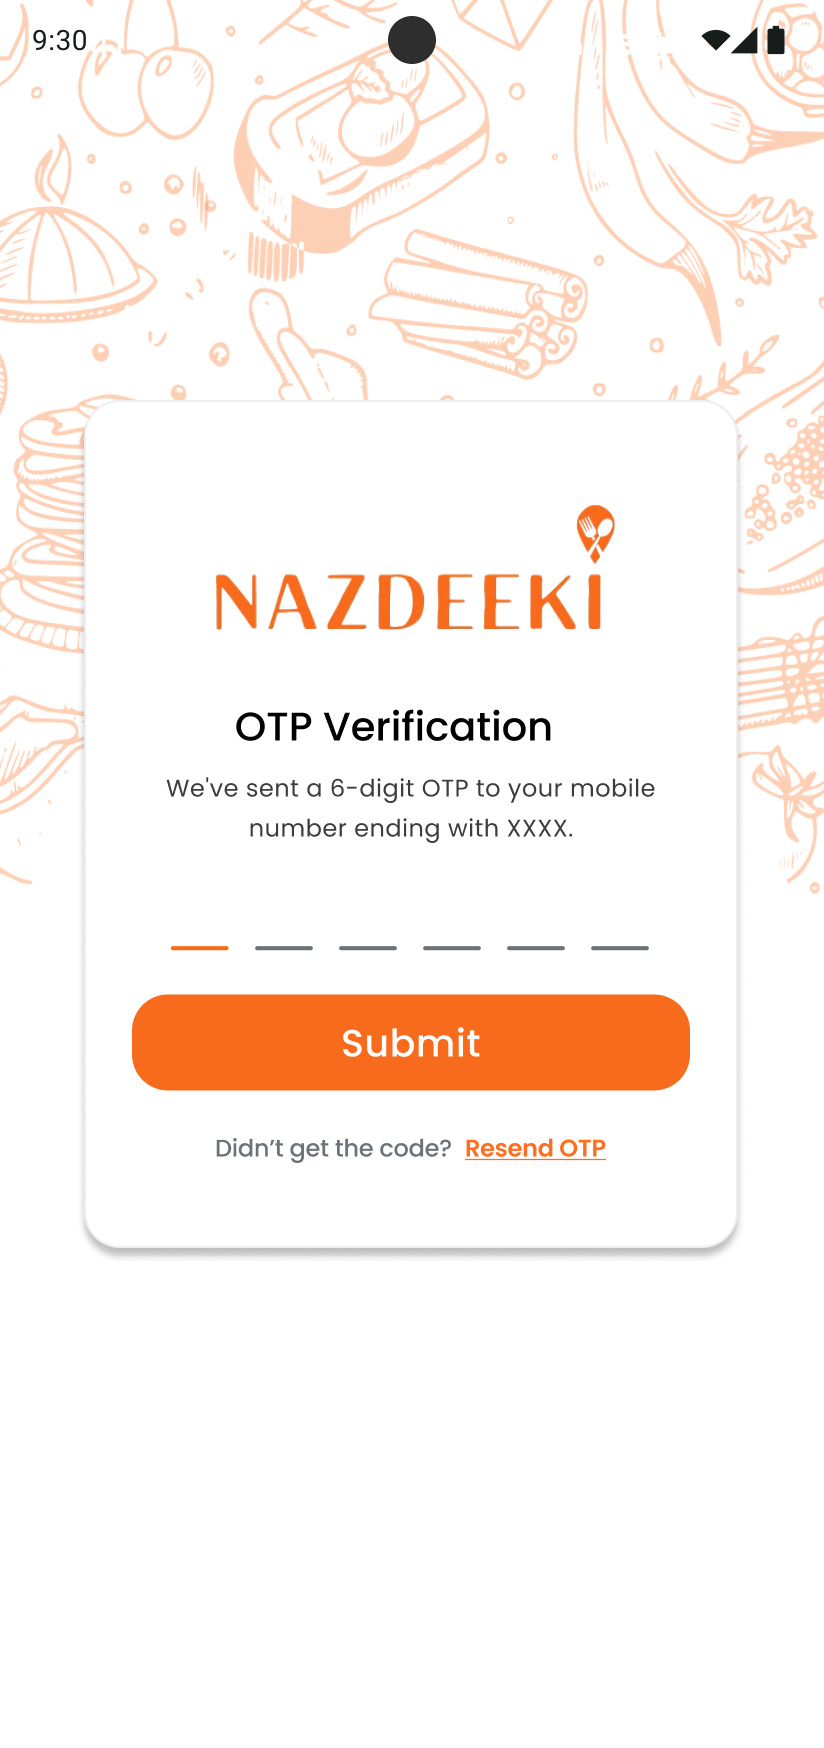 9:30
NAZDEEKI
OTP Verification
We've sent a 6-digit OTP to your mobile
number ending with XXXX.
Submit
Didn’t get the code? Resend OTP